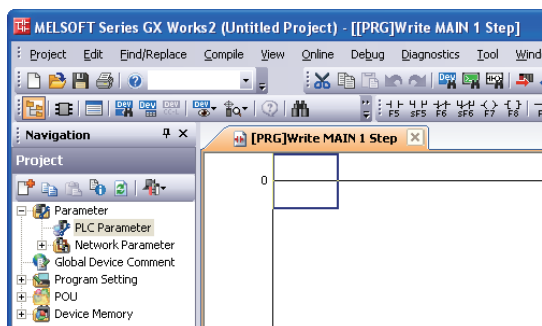 MELSOFT Series GX Works2 (Untitled Project) - [[PRG]Write MAIN 1 Step]
Project Edit Find/Replace Compile View Online Debug Diagnostics Tool Wind
F5 sF5 F6 sF6 F7 F8
Navigation
[PRG]Write MAIN 1 Step
Project
0
Parameter
PLC Parameter
Network Parameter
Global Device Comment
Program Setting
POU
Device Memory